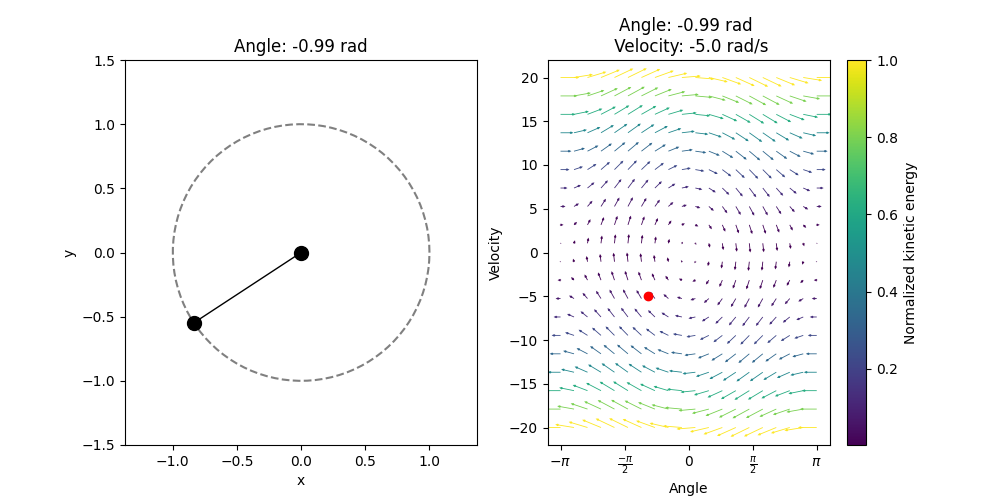 Angle: -0.99 rad
1.5
1.0
0.5
0.0
−0.5
−1.0
−1.5
y
−1.0
−0.5
0.0
0.5
1.0
x
Angle: -0.99 rad
Velocity: -5.0 rad/s
20
15
10
5
0
−5
−10
−15
−20
Velocity
−π
−π/2
0
π/2
π
Angle
1.0
0.8
0.6
0.4
0.2
Normalized kinetic energy